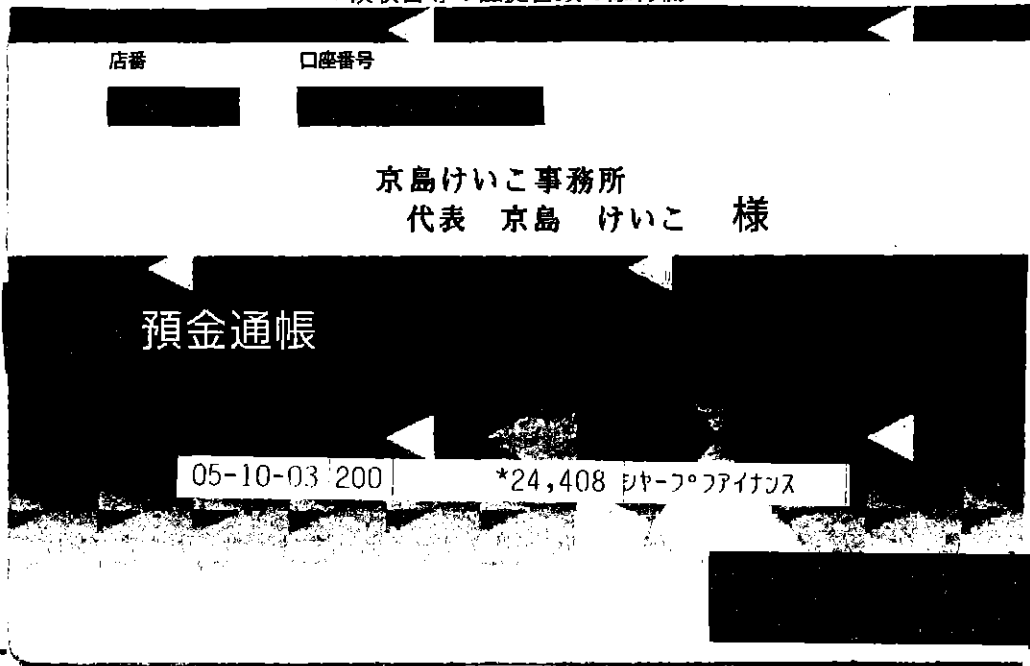 店番 口座番号
京島けいこ事務所
代表 京島 けいこ 様
預金通帳
05-10-03 200 *24,408 シヤープフアイナンス